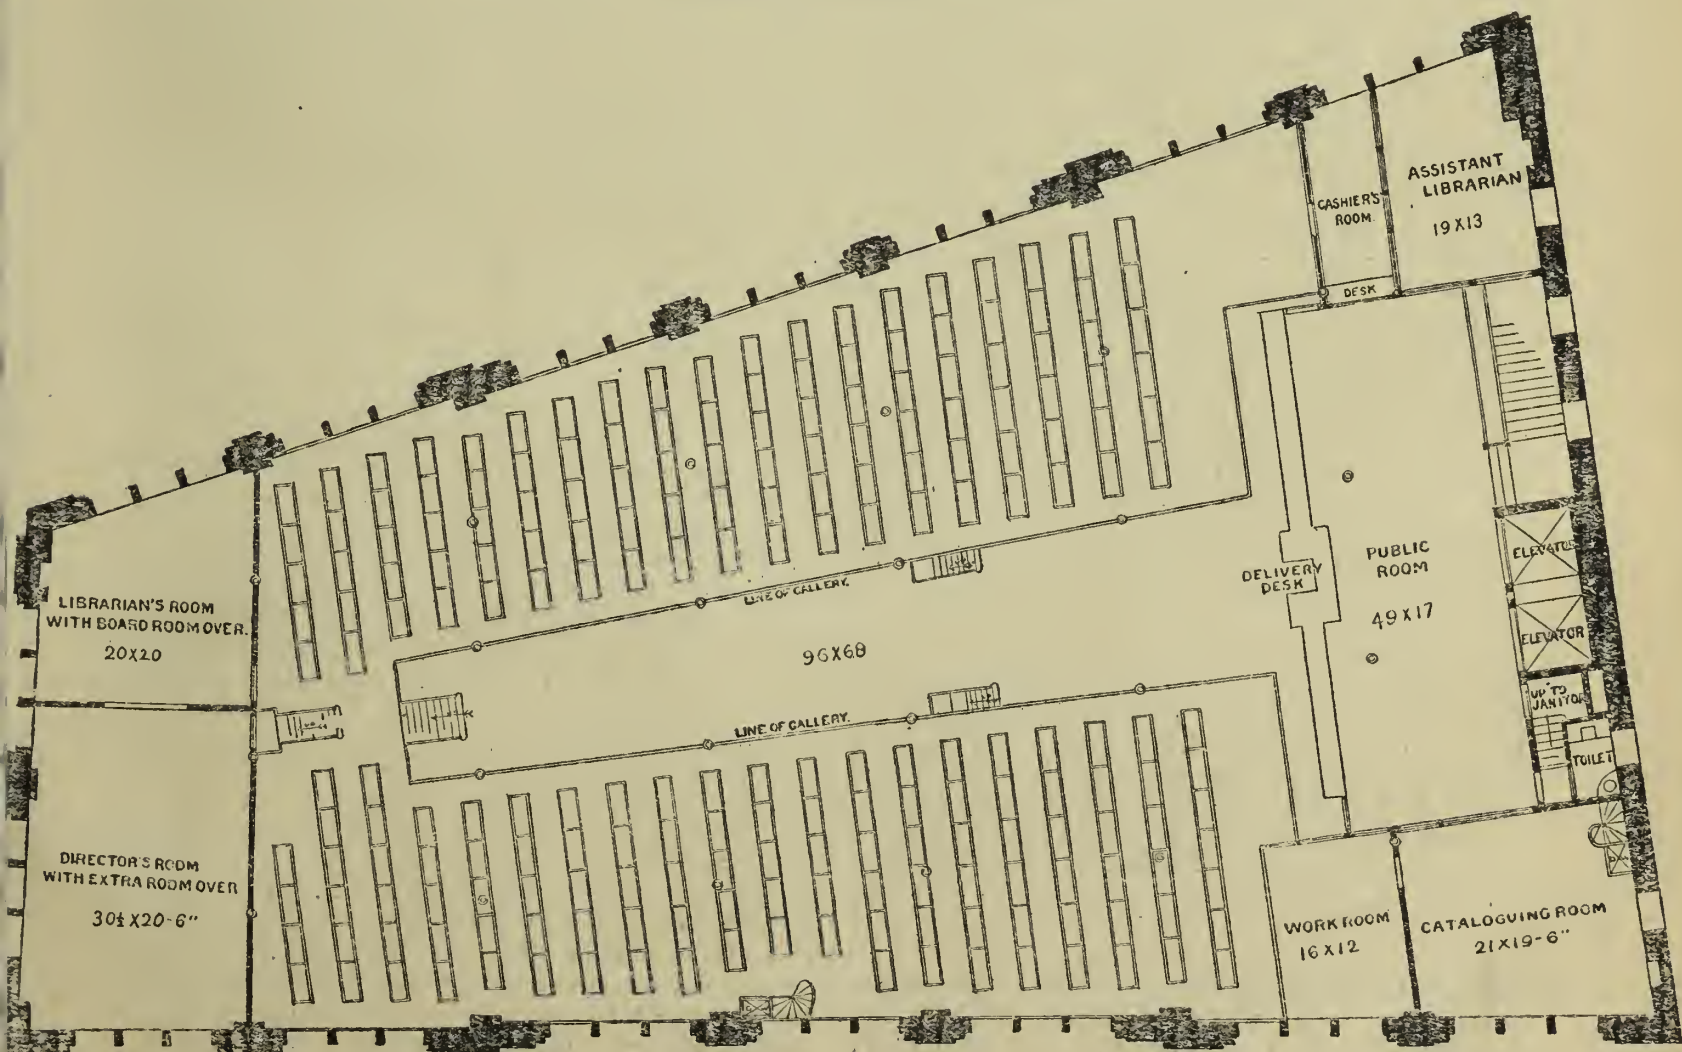 ASSISTANT
LIBRARIAN
19X13
CASHIER'S
ROOM.
DESK
LINE OF GALLERY.
DELIVERY
DESK
PUBLIC
ROOM
49X17
ELEVATOR
ELEVATOR
UP TO
JANITOR
TOILET
LIBRARIAN'S ROOM
WITH BOARD ROOM OVER.
20X20
96X68
LINE OF GALLERY.
DIRECTOR'S ROOM
WITH EXTRA ROOM OVER
30½X20-6"
WORK ROOM
16X12
CATALOGUING ROOM
21X19-6"